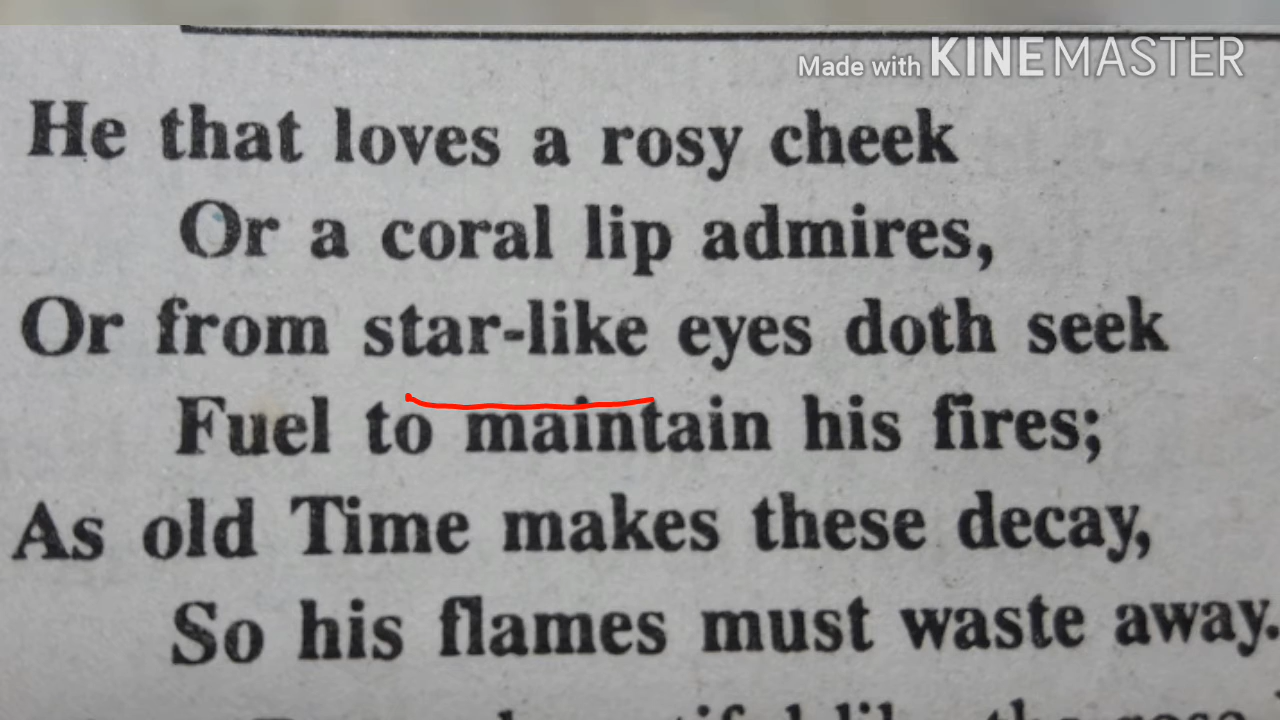 Made with KINEMASTER
He that loves a rosy cheek
Or a coral lip admires,
Or from star-like eyes doth seek
Fuel to maintain his fires;
As old Time makes these decay,
So his flames must waste away.